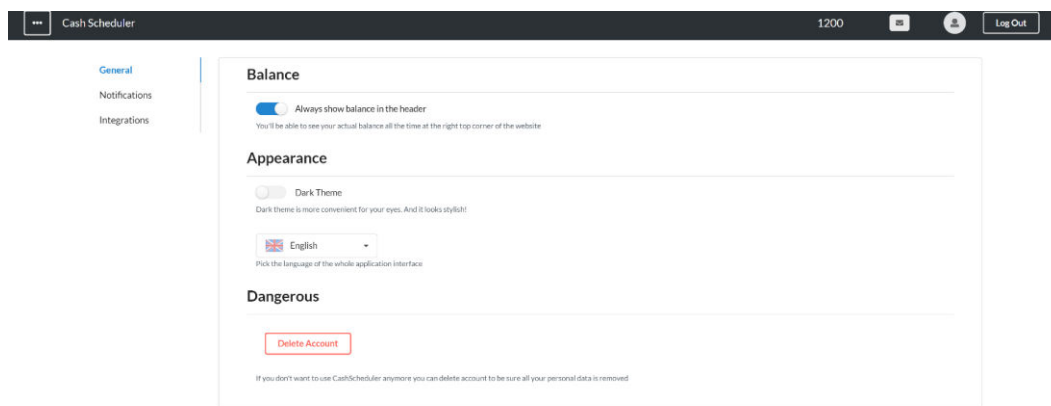 Cash Scheduler
1200
Log Out
General
Notifications
Integrations
Balance
Always show balance in the header
You'll be able to see your actual balance all the time at the right top corner of the website
Appearance
Dark Theme
Dark theme is more convenient for your eyes. And it looks stylish!
English
Pick the language of the whole application interface
Dangerous
Delete Account
If you don't want to use CashScheduler anymore you can delete account to be sure all your personal data is removed